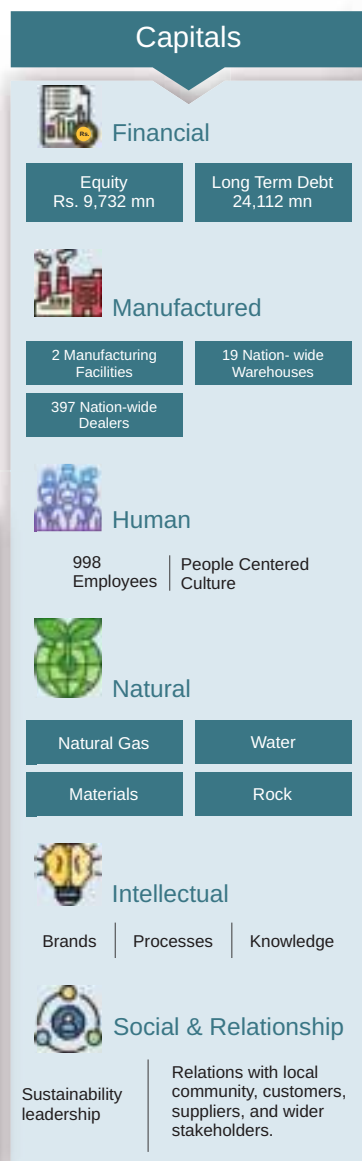 Capitals
Rs.
Financial
Equity
Rs. 9,732 mn
Long Term Debt
24,112 mn
Manufactured
2 Manufacturing
Facilities
19 Nation- wide
Warehouses
397 Nation-wide
Dealers
Human
998
Employees
People Centered
Culture
Natural
Natural Gas
Water
Materials
Rock
Intellectual
Brands
Processes
Knowledge
Social & Relationship
Sustainability
leadership
Relations with local
community, customers,
suppliers, and wider
stakeholders.